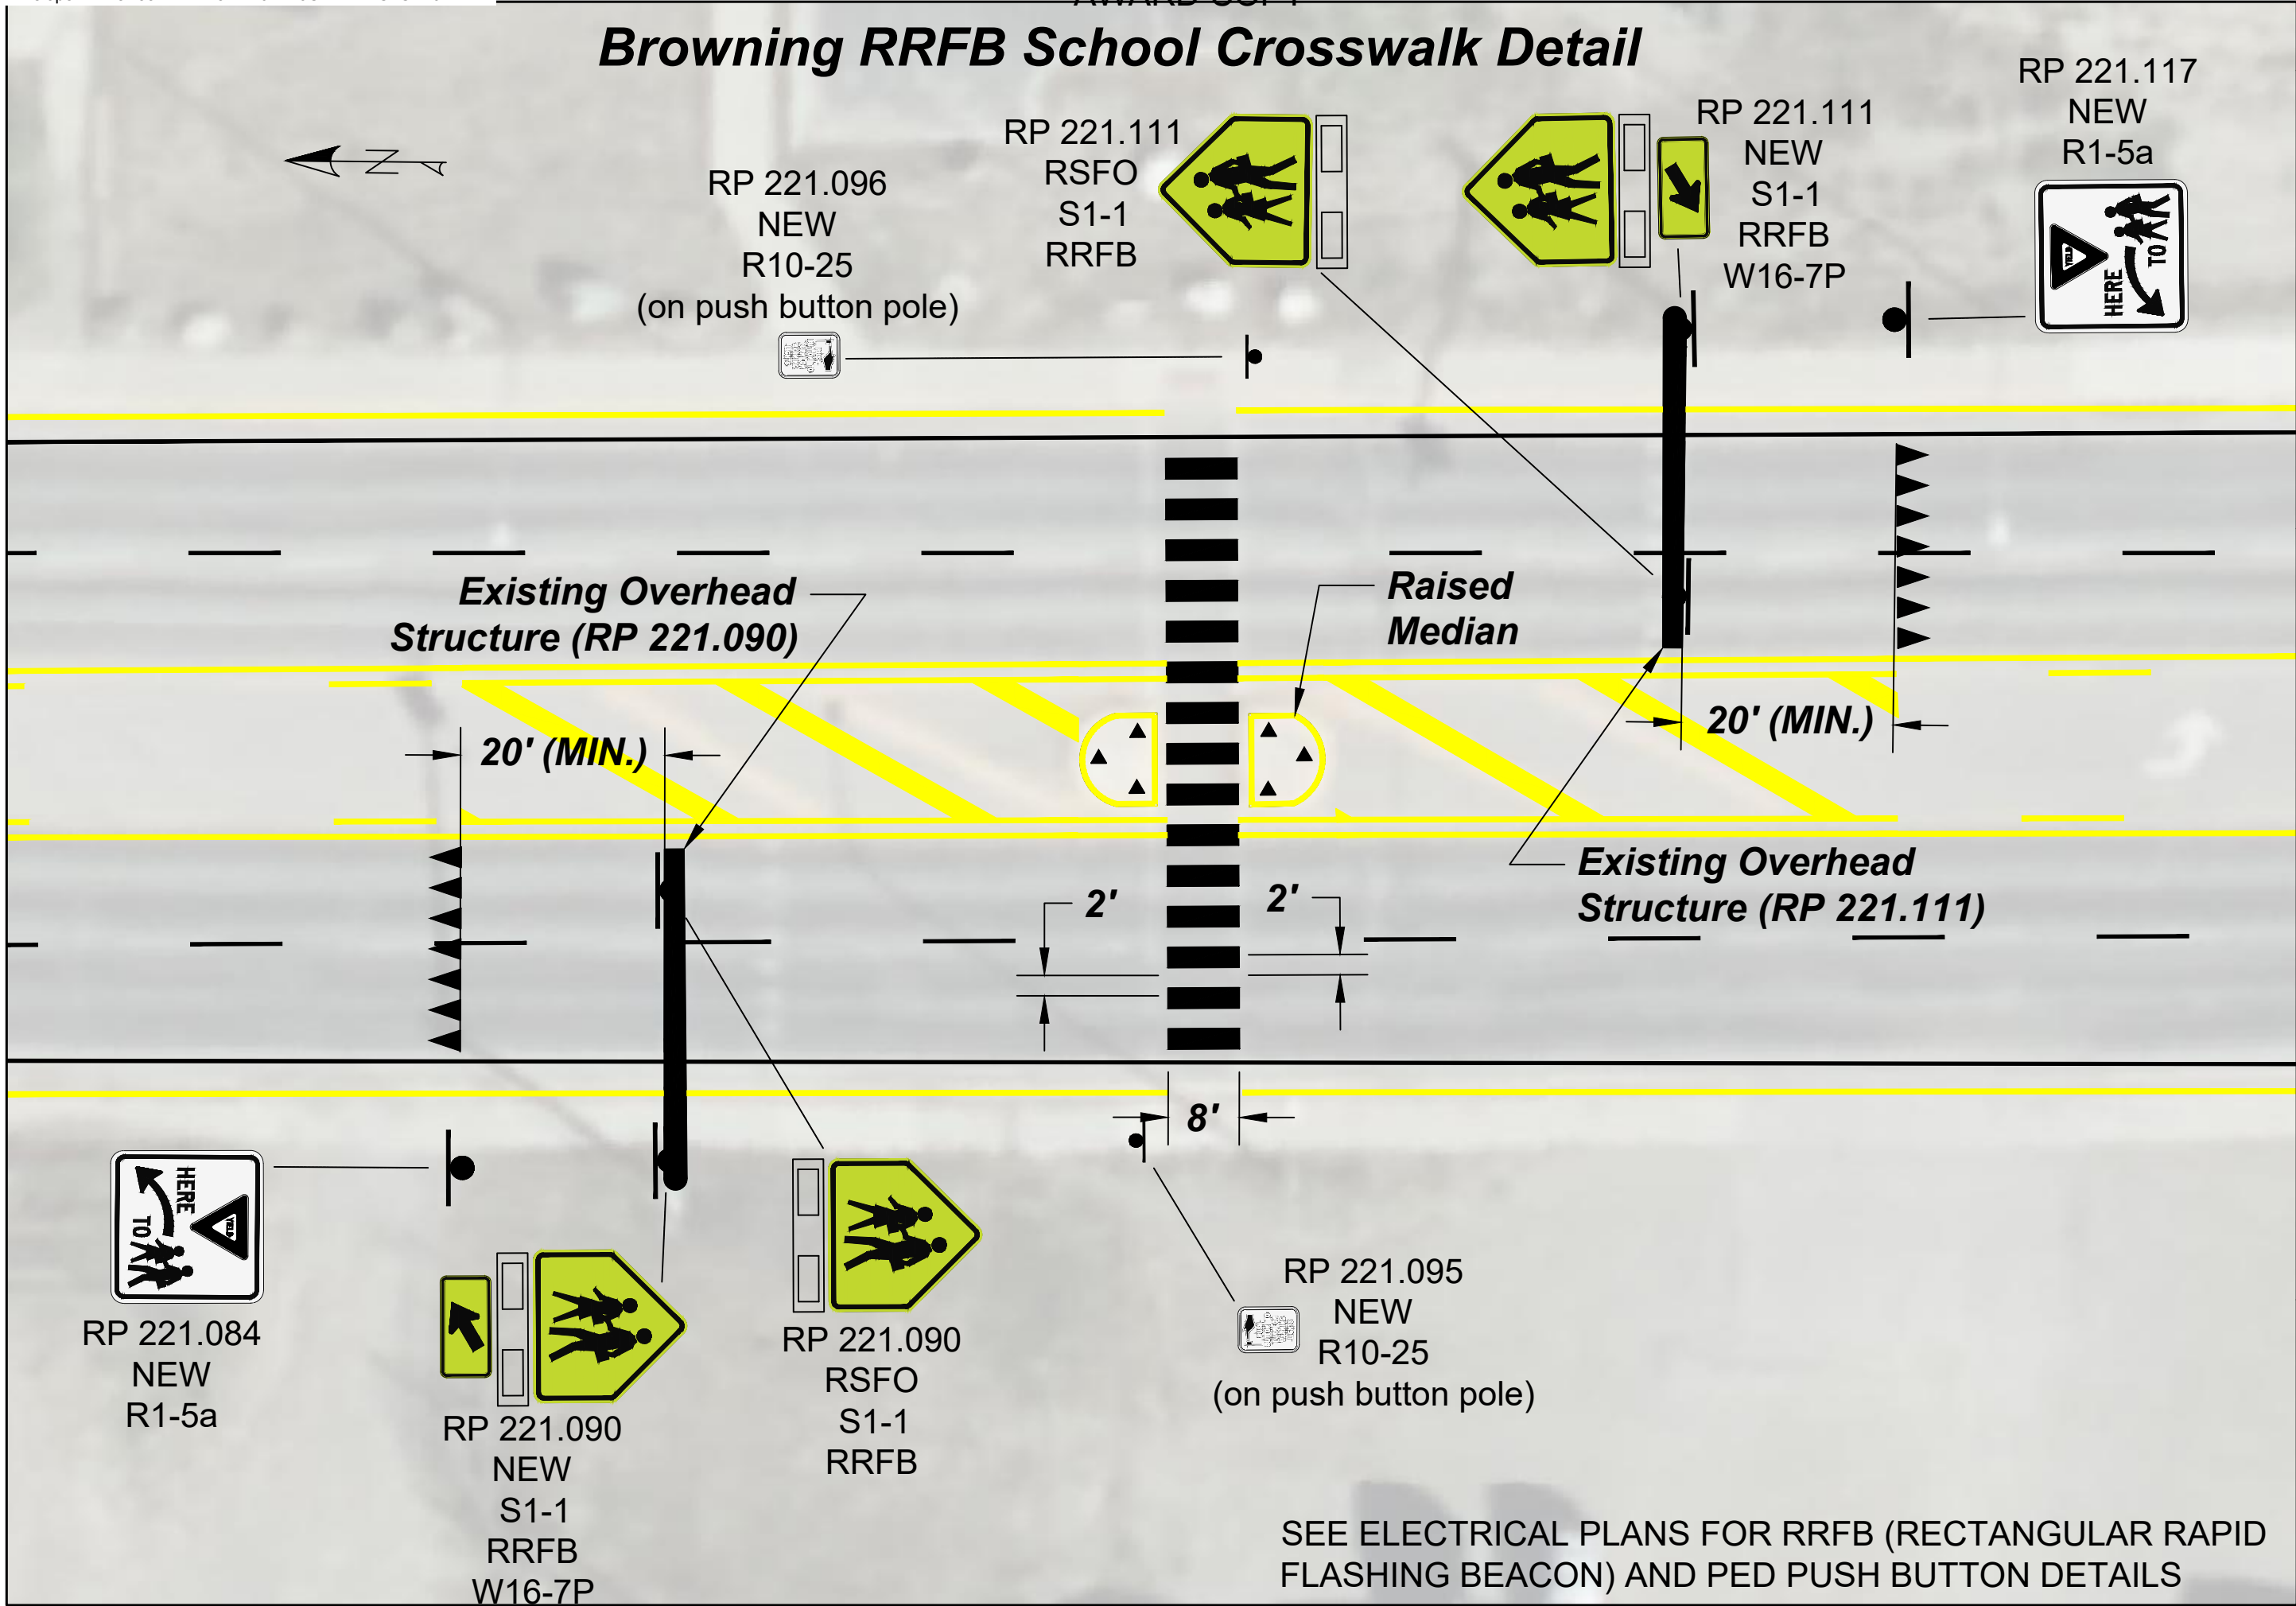 Browning RRFB School Crosswalk Detail
RP 221.096
NEW
R10-25
(on push button pole)
RP 221.111
RSFO
S1-1
RRFB
RP 221.111
NEW
S1-1
RRFB
W16-7P
RP 221.117
NEW
R1-5a
YIELD
HERE
TO
N
Existing Overhead
Structure (RP 221.090)
Raised
Median
20' (MIN.)
20' (MIN.)
Existing Overhead
Structure (RP 221.111)
2'
2'
8'
HERE
TO
YIELD
RP 221.084
NEW
R1-5a
RP 221.090
NEW
S1-1
RRFB
W16-7P
RP 221.090
RSFO
S1-1
RRFB
RP 221.095
NEW
R10-25
(on push button pole)
SEE ELECTRICAL PLANS FOR RRFB (RECTANGULAR RAPID
FLASHING BEACON) AND PED PUSH BUTTON DETAILS